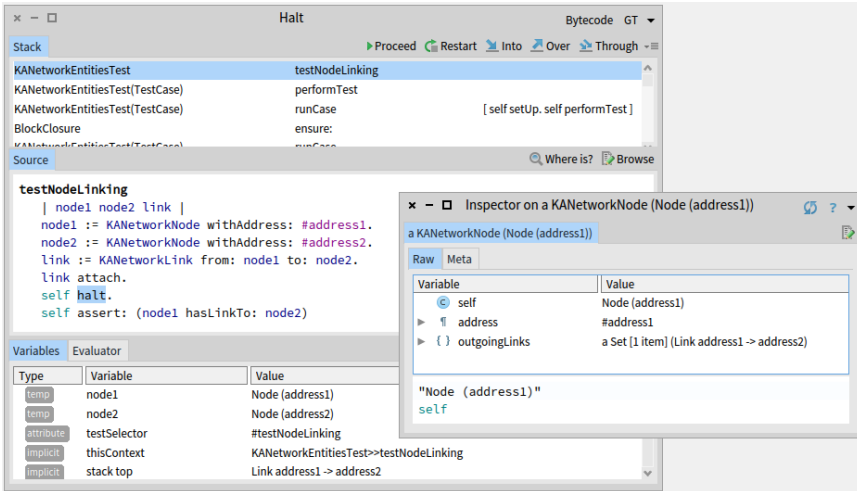 Halt
Bytecode GT
Stack
Proceed Restart Into Over Through
KANetworkEntitiesTest testNodeLinking
KANetworkEntitiesTest(TestCase) performTest
KANetworkEntitiesTest(TestCase) runCase [ self setUp. self performTest ]
BlockClosure ensure:
KANetworkEntitiesTest(TestCase) runCase
Source
Where is? Browse
testNodeLinking
| node1 node2 link |
node1 := KANetworkNode withAddress: #address1.
node2 := KANetworkNode withAddress: #address2.
link := KANetworkLink from: node1 to: node2.
link attach.
self halt.
self assert: (node1 hasLinkTo: node2)
Variables Evaluator
Type Variable Value
temp node1 Node (address1)
temp node2 Node (address2)
attribute testSelector #testNodeLinking
implicit thisContext KANetworkEntitiesTest>>testNodeLinking
implicit stack top Link address1 -> address2
Inspector on a KANetworkNode (Node (address1))
?
a KANetworkNode (Node (address1))
Raw Meta
Variable Value
C self Node (address1)
¶ address #address1
{ } outgoingLinks a Set [1 item] (Link address1 -> address2)
"Node (address1)"
self